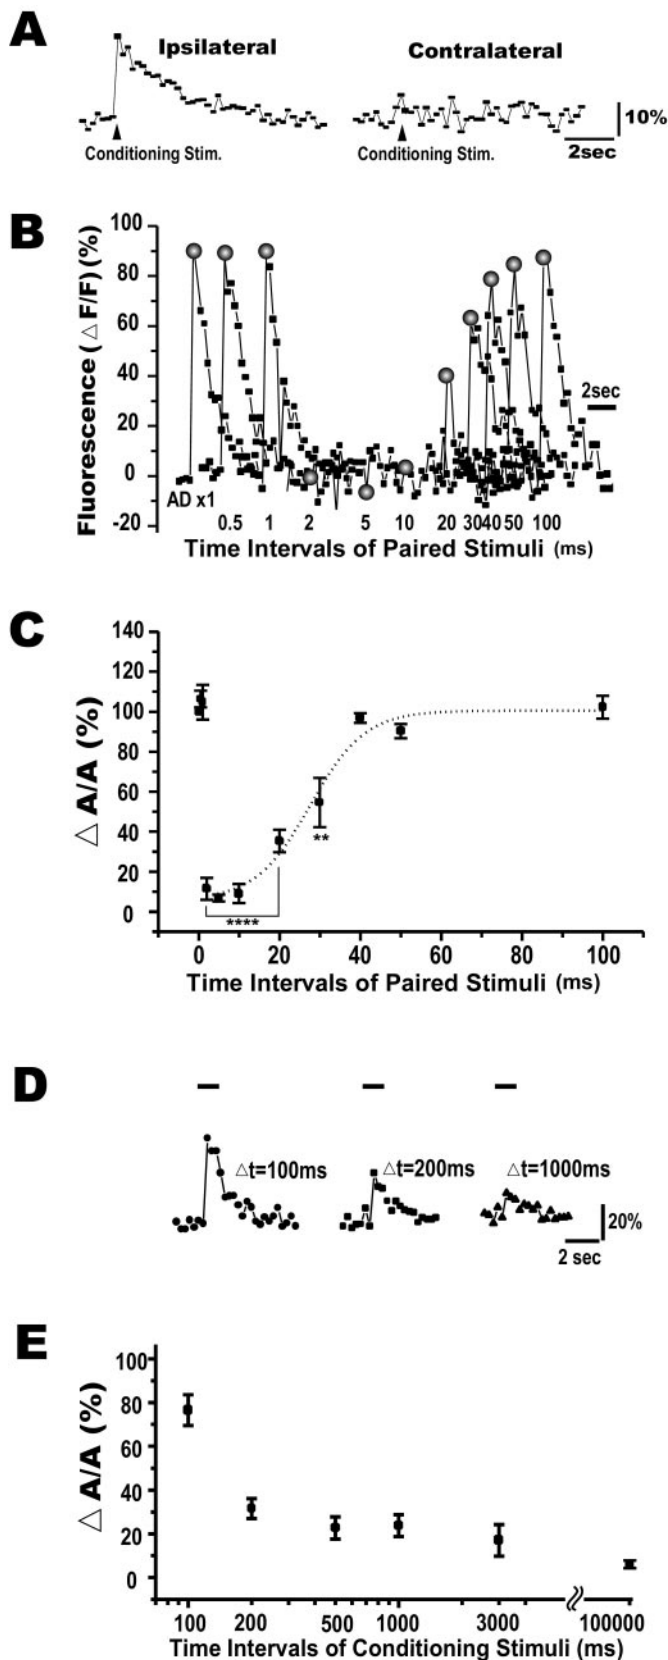 A
Ipsilateral
Contralateral
Conditioning Stim.
Conditioning Stim.
10%
2sec
B
Fluorescence (△ F/F) (%)
100
80
60
40
20
0
-20
2sec
AD x1
0.5 1 2 5 10 20 30 40 50 100
Time Intervals of Paired Stimuli (ms)
C
△ A/A (%)
140
120
100
80
60
40
20
0
**
****
0 20 40 60 80 100
Time Intervals of Paired Stimuli (ms)
D
△t=100ms
△t=200ms
△t=1000ms
20%
2 sec
E
△ A/A (%)
100
80
60
40
20
0
100 200 500 1000 3000 100000
Time Intervals of Conditioning Stimuli (ms)